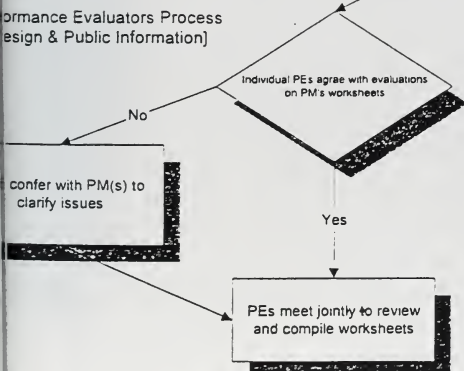 ormance Evaluators Process
esign & Public Information]
Individual PEs agree with evaluations
on PM's worksheets
No
confer with PM(s) to
clarify issues
Yes
PEs meet jointly to review
and compile worksheets